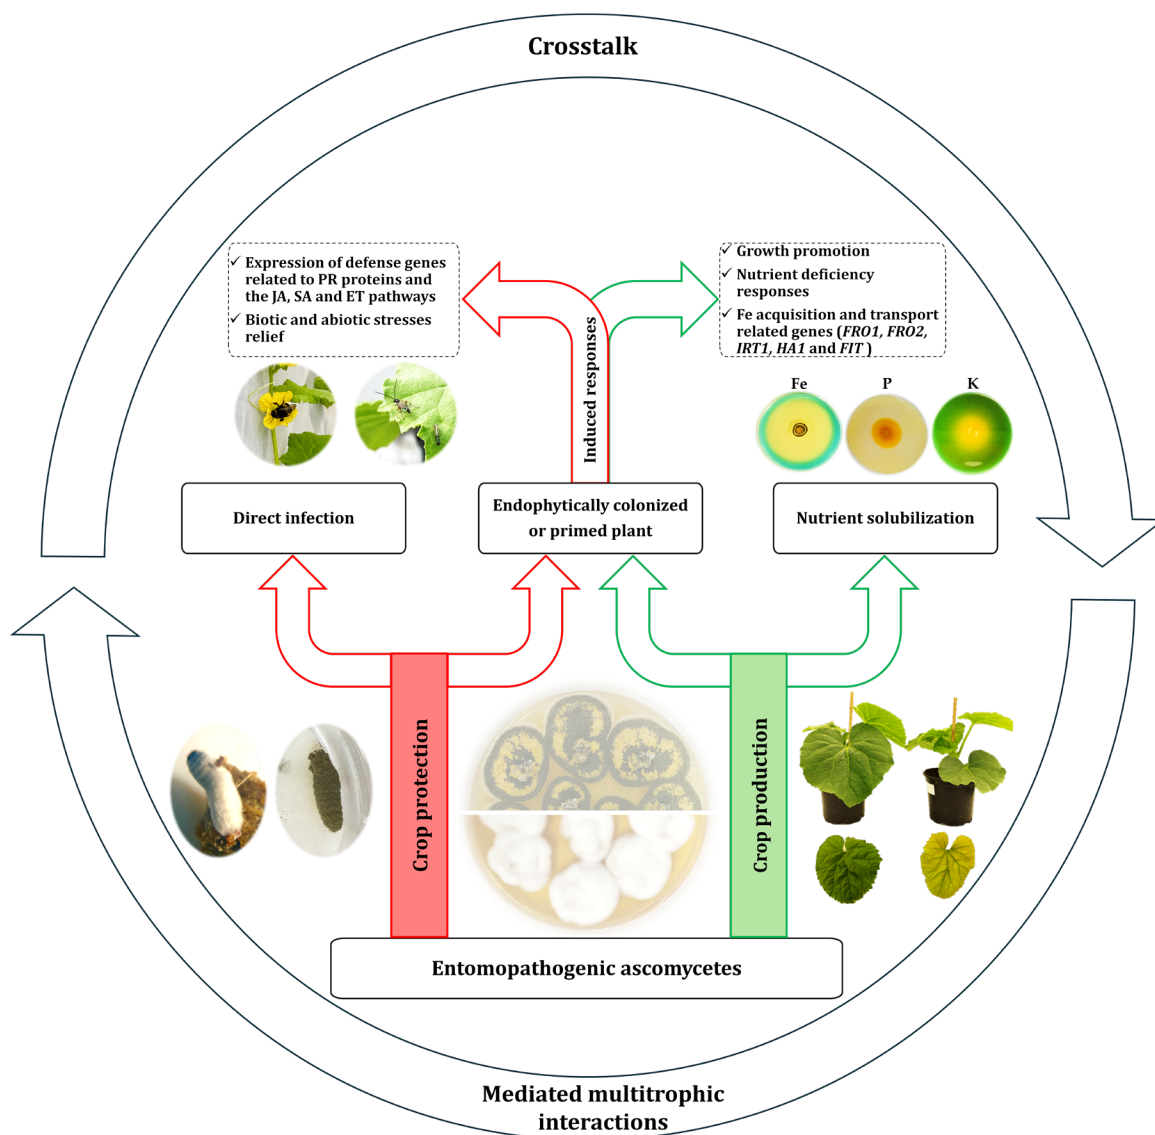 Crosstalk
✓ Expression of defense genes
related to PR proteins and
the JA, SA and ET pathways
✓ Biotic and abiotic stresses
relief
Induced responses
✓ Growth promotion
✓ Nutrient deficiency
responses
✓ Fe acquisition and transport
related genes (FRO1, FRO2,
IRT1, HA1 and FIT )
Fe
P
K
Direct infection
Endophytically colonized
or primed plant
Nutrient solubilization
Crop protection
Crop production
Entomopathogenic ascomycetes
Mediated multitrophic
interactions